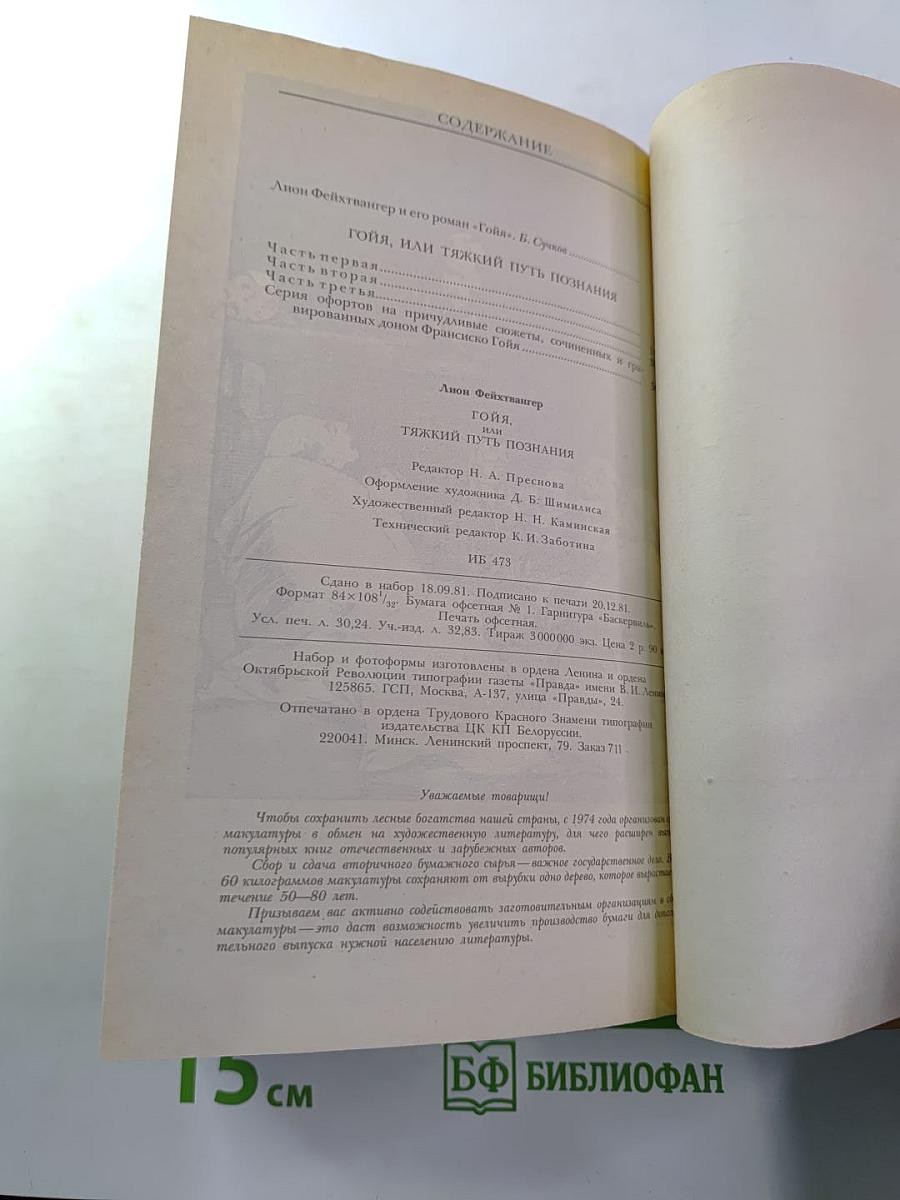 СОДЕРЖАНИЕ
Лион Фейхтвангер и его роман «Гойя». Б. Сучков
ГОЙЯ, ИЛИ ТЯЖКИЙ ПУТЬ ПОЗНАНИЯ
Часть первая
Часть вторая
Часть третья
Серия офортов на причудливые сюжеты, сочиненных и гра-
вированных доном Франсиско Гойя
Лион Фейхтвангер
ГОЙЯ,
или
ТЯЖКИЙ ПУТЬ ПОЗНАНИЯ
Редактор Н. А. Преснова
Оформление художника Д. Б. Шимилиса
Художественный редактор Н. Н. Каминская
Технический редактор К. И. Заботина
ИБ 473
Сдано в набор 18.09.81. Подписано к печати 20.12.81.
Формат 84×108¹/₃₂. Бумага офсетная № 1. Гарнитура «Баскервиль».
Печать офсетная.
Усл. печ. л. 30,24. Уч.-изд. л. 32,83. Тираж 3 000 000 экз. Цена 2 р. 90
Набор и фотоформы изготовлены в ордена Ленина и ордена
Октябрьской Революции типографии газеты «Правда» имени В. И.
125865. ГСП, Москва, А-137, улица «Правды», 24.
Отпечатано в ордена Трудового Красного Знамени типографии
издательства ЦК КП Белоруссии.
220041. Минск. Ленинский проспект, 79. Заказ 711
Уважаемые товарищи!
Чтобы сохранить лесные богатства нашей страны, с 1974 года
макулатуры в обмен на художественную литературу, для чего расширен
популярных книг отечественных и зарубежных авторов.
Сбор и сдача вторичного бумажного сырья — важное государственное дело.
60 килограммов макулатуры сохраняют от вырубки одно дерево, которое
течение 50—80 лет.
Призываем вас активно содействовать заготовительным организациям в
макулатуры — это даст возможность увеличить производство бумаги для
тельного выпуска нужной населению литературы.
15 см
БФ БИБЛИОФАН